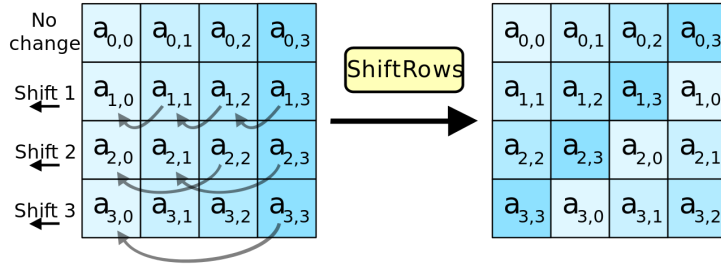 No change a0,0 a0,1 a0,2 a0,3
Shift 1 a1,0 a1,1 a1,2 a1,3
Shift 2 a2,0 a2,1 a2,2 a2,3
Shift 3 a3,0 a3,1 a3,2 a3,3
ShiftRows
a0,0 a0,1 a0,2 a0,3
a1,1 a1,2 a1,3 a1,0
a2,2 a2,3 a2,0 a2,1
a3,3 a3,0 a3,1 a3,2